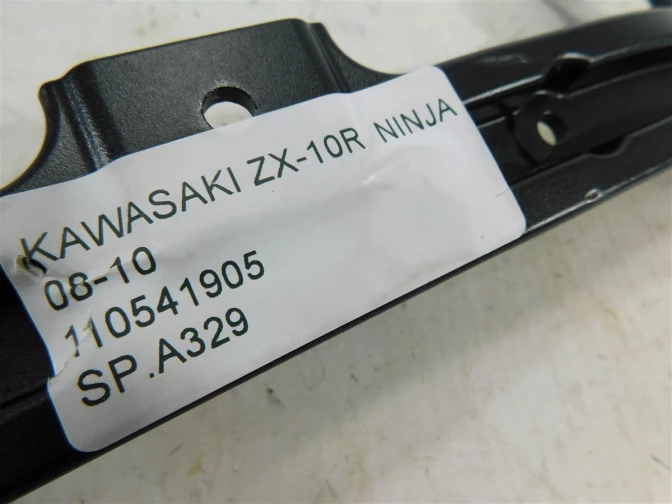 KAWASAKI ZX-10R NINJA
08-10
110541905
SP.A329